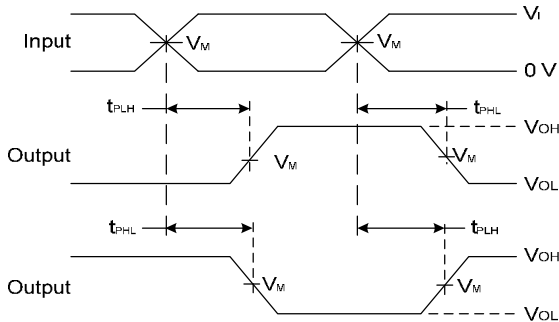 Input
VM
VM
VI
0 V
tPLH
tPHL
Output
VM
VM
VOH
VOL
tPHL
tPLH
Output
VM
VM
VOH
VOL